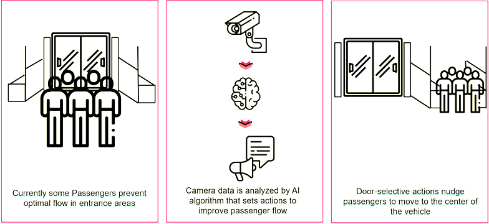 Currently some Passengers prevent
optimal flow in entrance areas
Camera data is analyzed by AI
algorithm that sets actions to
improve passenger flow
Door-selective actions nudge
passengers to move to the center of
the vehicle